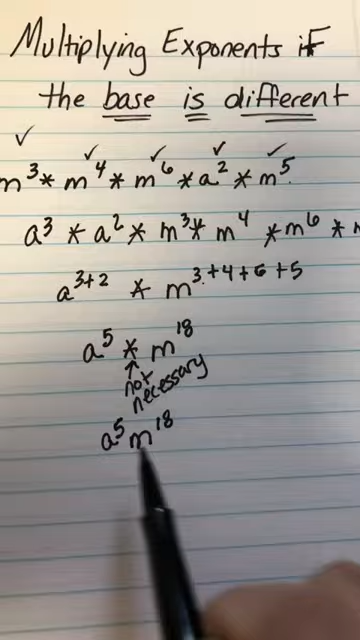 Multiplying Exponents if
the base is different
m³ * m⁴ * m⁶ * a² * m⁵
a³ * a² * m³ * m⁴ * m⁶ *
a³⁺² * m³⁺⁴⁺⁶⁺⁵
a⁵ * m¹⁸
not
necessary
a⁵ m¹⁸